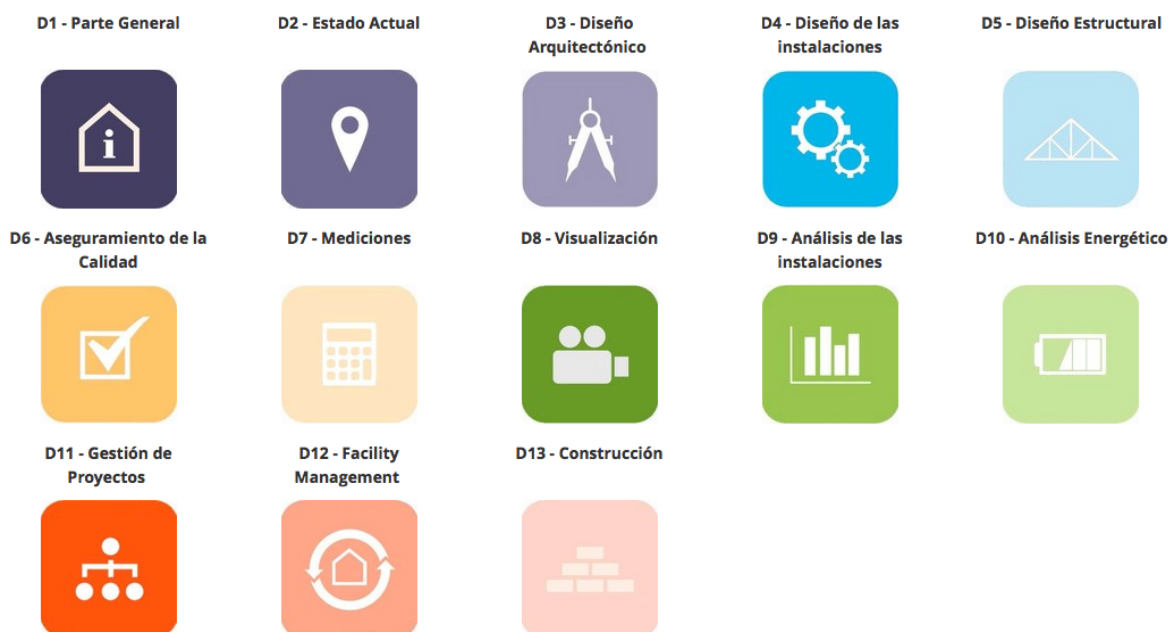 D1 - Parte General
D2 - Estado Actual
D3 - Diseño
Arquitectónico
D4 - Diseño de las
instalaciones
D5 - Diseño Estructural
i
D6 - Aseguramiento de la
Calidad
D7 - Mediciones
D8 - Visualización
D9 - Análisis de las
instalaciones
D10 - Análisis Energético
D11 - Gestión de
Proyectos
D12 - Facility
Management
D13 - Construcción